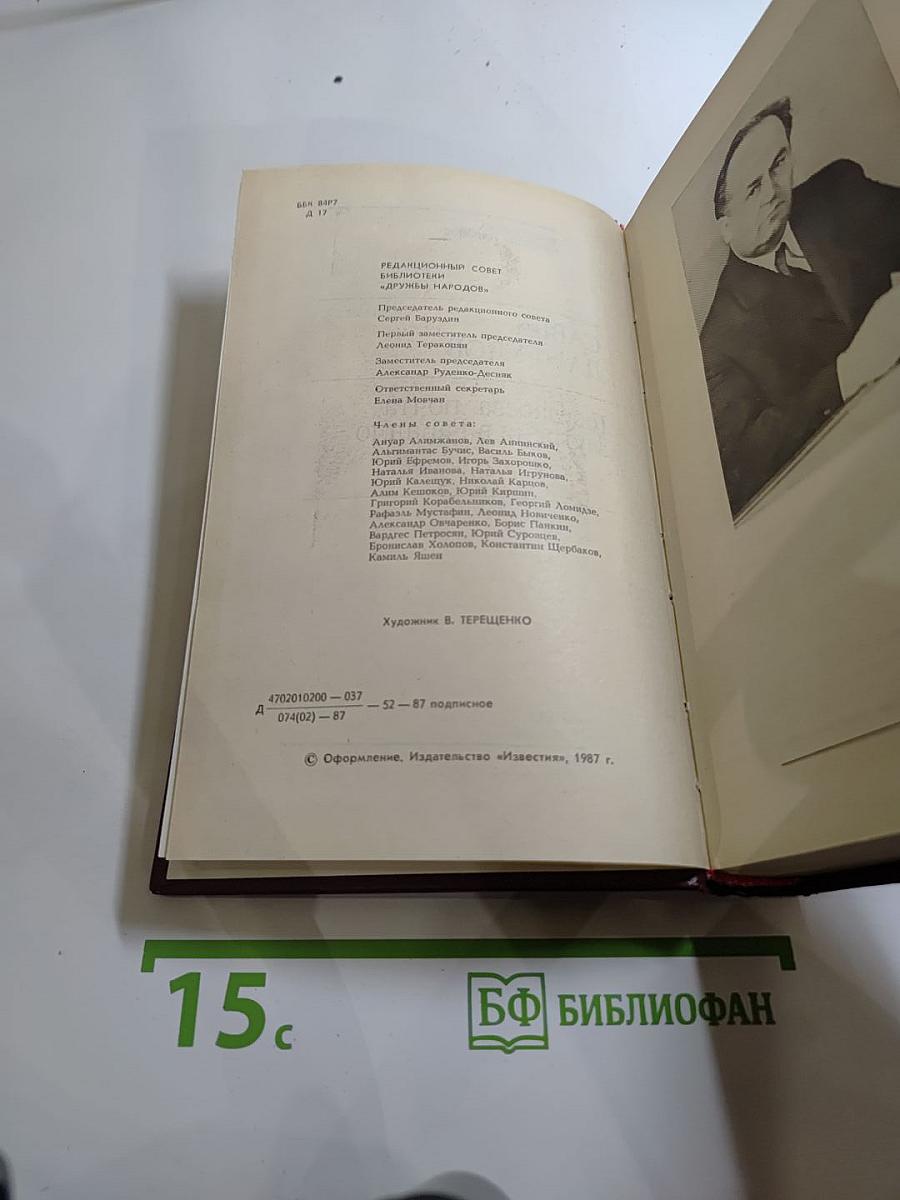 ББК 84Р7
Д 17
РЕДАКЦИОННЫЙ СОВЕТ
БИБЛИОТЕКИ
«ДРУЖБЫ НАРОДОВ»
Председатель редакционного совета
Сергей Баруздин
Первый заместитель председателя
Леонид Теракопян
Заместитель председателя
Александр Руденко-Десняк
Ответственный секретарь
Елена Мовчан
Члены совета:
Ануар Алимжанов, Лев Аннинский,
Альгимантас Бучис, Василь Быков,
Юрий Ефремов, Игорь Захорошко,
Наталья Иванова, Наталья Игрунова,
Юрий Калещук, Николай Карцов,
Алим Кешоков, Юрий Киршин,
Григорий Корабельников, Георгий Ломидзе,
Рафаэль Мустафин, Леонид Новиченко,
Александр Овчаренко, Борис Панкин,
Вардгес Петросян, Юрий Суровцев,
Бронислав Холопов, Константин Щербаков,
Камиль Яшен
Художник В. ТЕРЕЩЕНКО
Д 4702010200 — 037
074(02) — 87 — 52 — 87 подписное
© Оформление, Издательство «Известия», 1987 г.
15 с
БФ БИБЛИОФАН